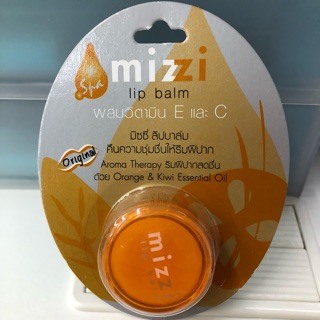 Spa
mizzi
lip balm
ผสมวิตามิน E และ C
มิซซี่ ลิปบาล์ม
คืนความชุ่มชื่นให้ริมฝีปาก
Original
Aroma Therapy ริมฝีปากสดชื่น
ด้วย Orange & Kiwi Essential Oil
mizzi
lip balm